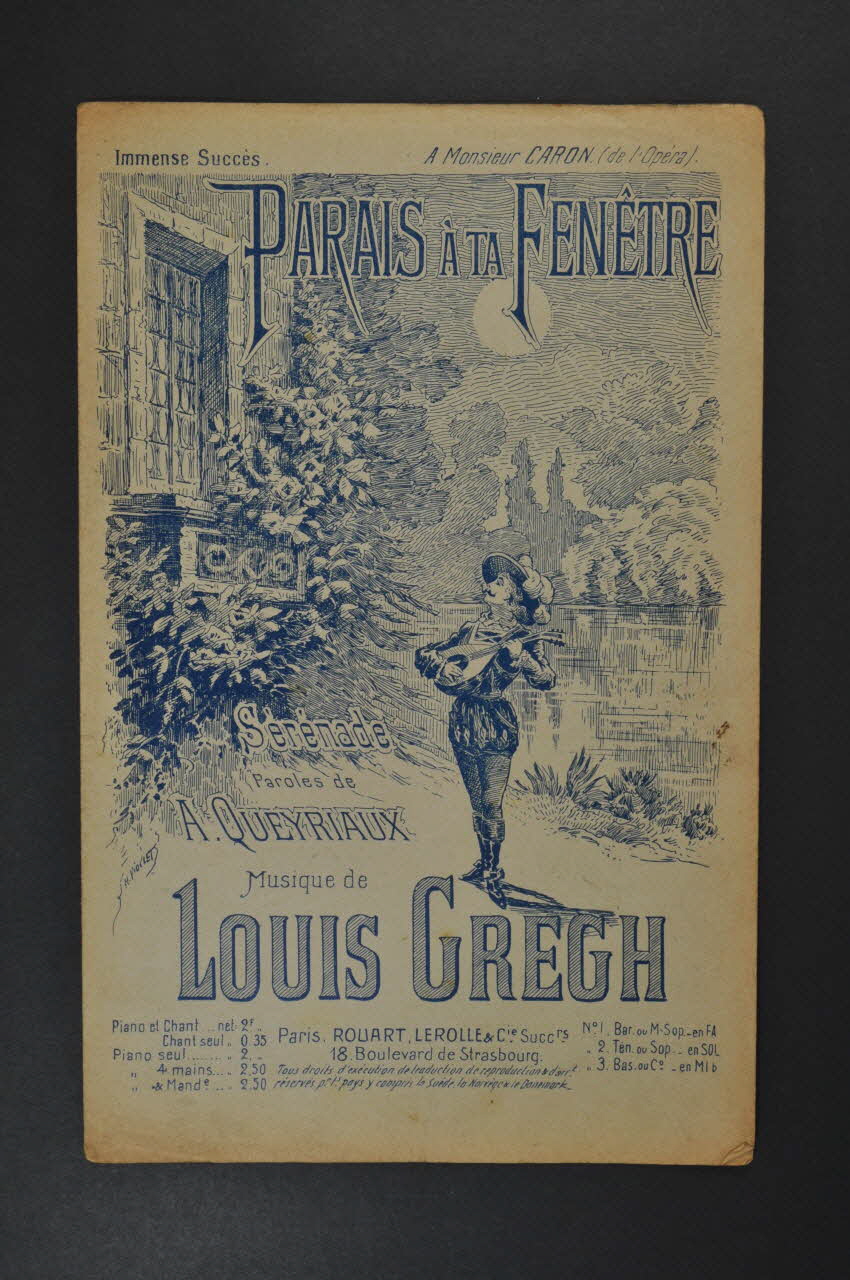 Immense Succès.
A Monsieur CARON. (de l'Opéra).
PARAIS À TA FENÊTRE
Sérénade
Paroles de
A. QUEYRIAUX
H. VIOLLET
Musique de
LOUIS GREGH
Piano et Chant .. net. 2f „
Chant seul „ 0.35
Piano seul ........ „ 2. „
„ 4 mains .... „ 2,50
„ & Mande ... „ 2.50
Paris, ROUART, LEROLLE & Cie Succrs
18. Boulevard de Strasbourg.
Tous droits d'exécution de traduction de reproduction & d'arrt
réservés pr ts pays y compris la Suède, la Norvège & le Danemark
No 1. Bar. ou M-Sop. - en FA
„ 2. Ten. ou Sop. .. en SOL
„ 3. Bas. ou Co - en MI b